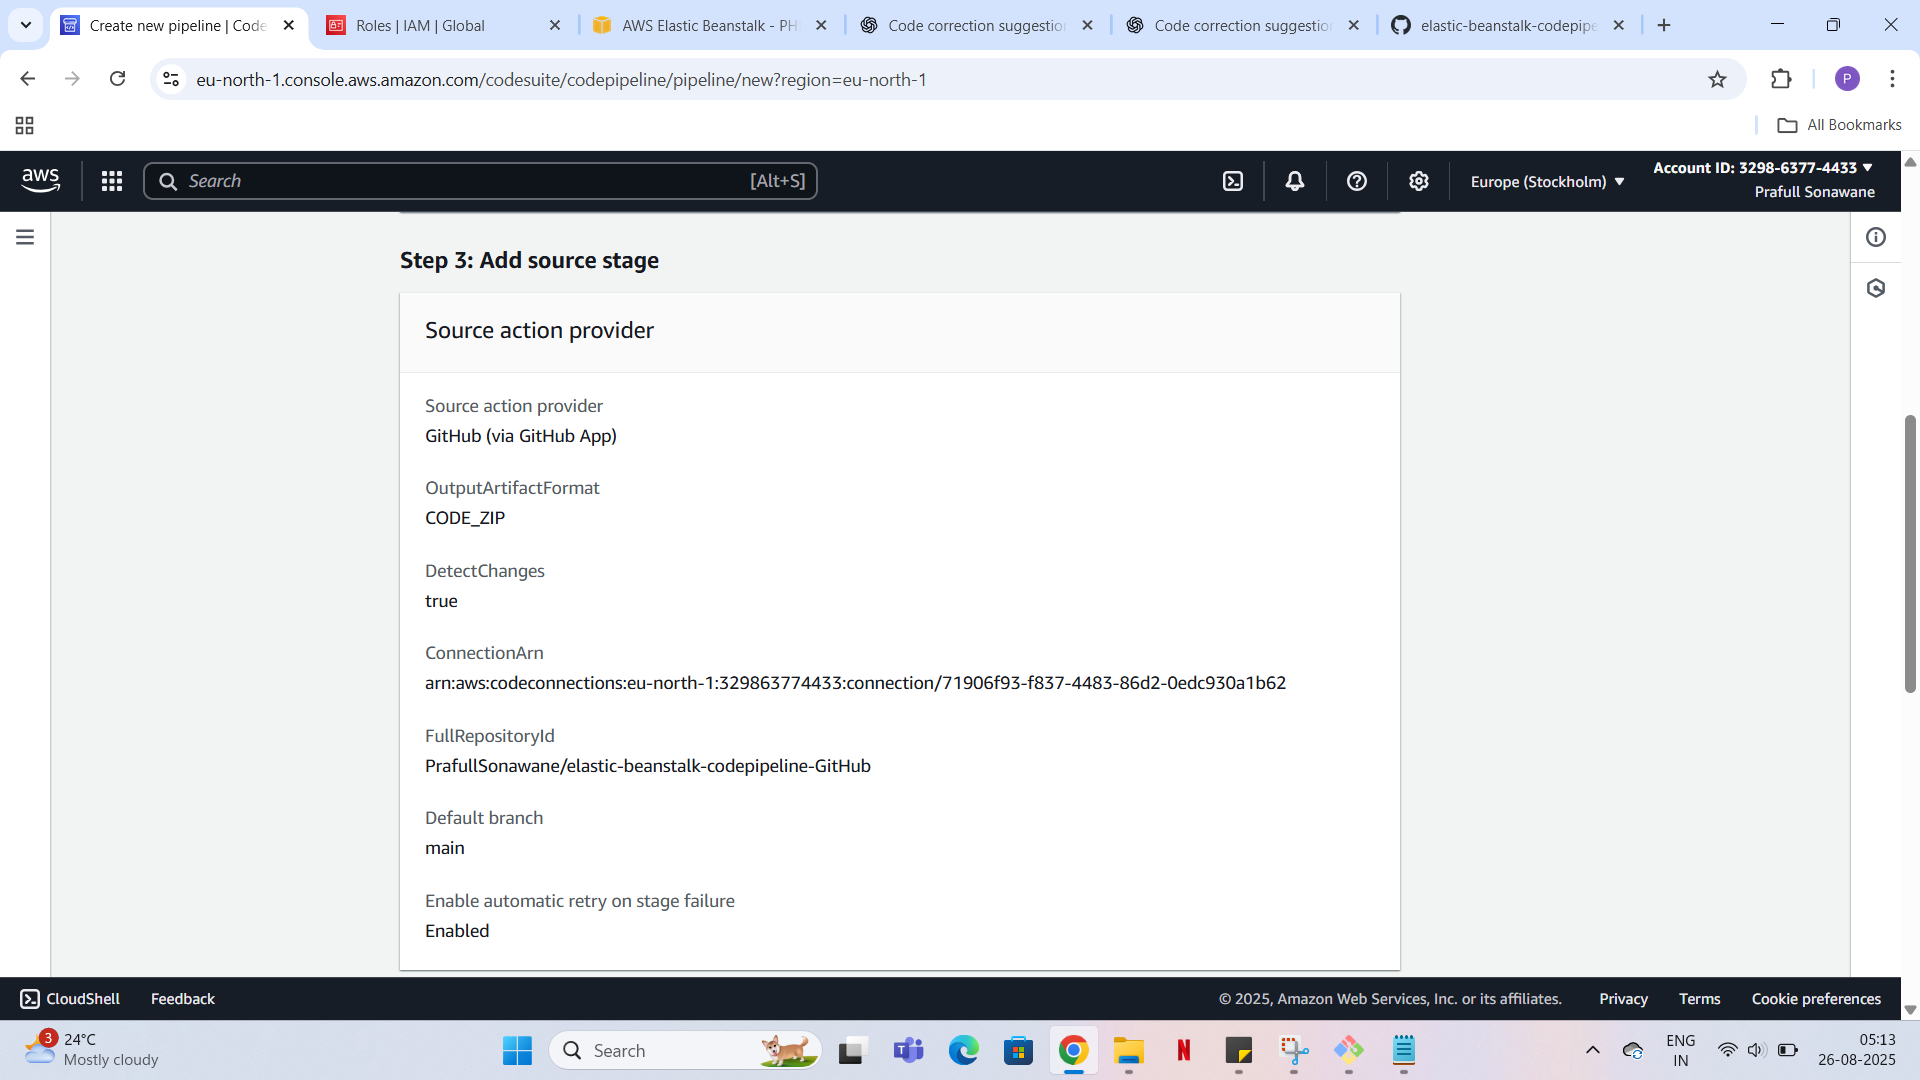 Create new pipeline | Code
Roles | IAM | Global
AWS Elastic Beanstalk - PH
Code correction suggestion
Code correction suggestion
elastic-beanstalk-codepipe
eu-north-1.console.aws.amazon.com/codesuite/codepipeline/pipeline/new?region=eu-north-1
P
All Bookmarks
aws
Search
[Alt+S]
Europe (Stockholm)
Account ID: 3298-6377-4433
Prafull Sonawane
Step 3: Add source stage
Source action provider
Source action provider
GitHub (via GitHub App)
OutputArtifactFormat
CODE_ZIP
DetectChanges
true
ConnectionArn
arn:aws:codeconnections:eu-north-1:329863774433:connection/71906f93-f837-4483-86d2-0edc930a1b62
FullRepositoryId
PrafullSonawane/elastic-beanstalk-codepipeline-GitHub
Default branch
main
Enable automatic retry on stage failure
Enabled
CloudShell
Feedback
© 2025, Amazon Web Services, Inc. or its affiliates.
Privacy
Terms
Cookie preferences
3
24°C
Mostly cloudy
Search
N
ENG
IN
05:13
26-08-2025